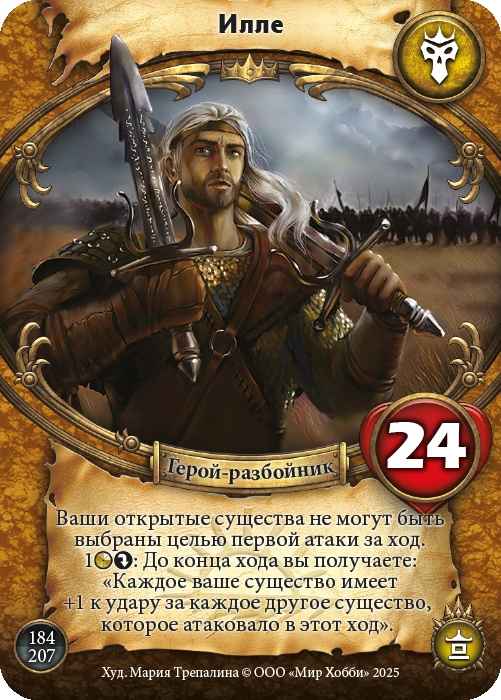 Илле
24
Герой-разбойник
Ваши открытые существа не могут быть
выбраны целью первой атаки за ход.
1: До конца хода вы получаете:
«Каждое ваше существо имеет
+1 к удару за каждое другое существо,
которое атаковало в этот ход».
184
207
Худ. Мария Трепалина © ООО «Мир Хобби» 2025